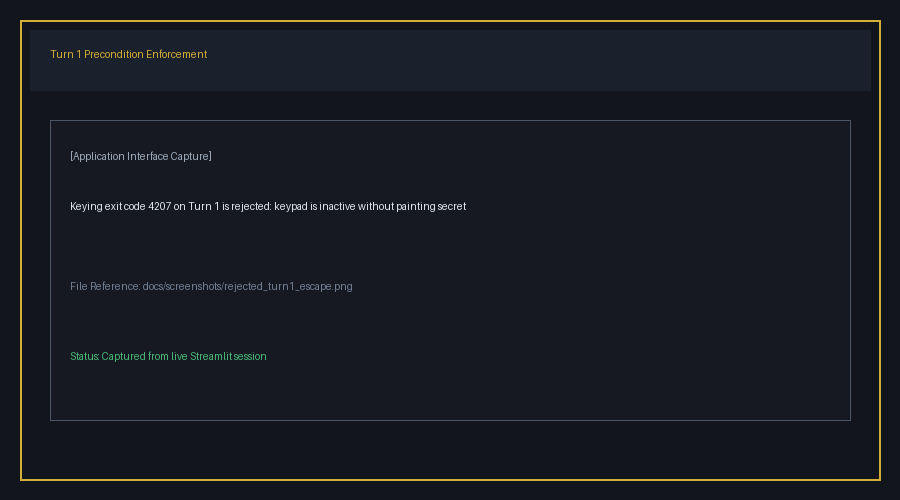 Turn 1 Precondition Enforcement
[Application Interface Capture]
Keying exit code 4207 on Turn 1 is rejected: keypad is inactive without painting secret
File Reference: docs/screenshots/rejected_turn1_escape.png
Status: Captured from live Streamlit session